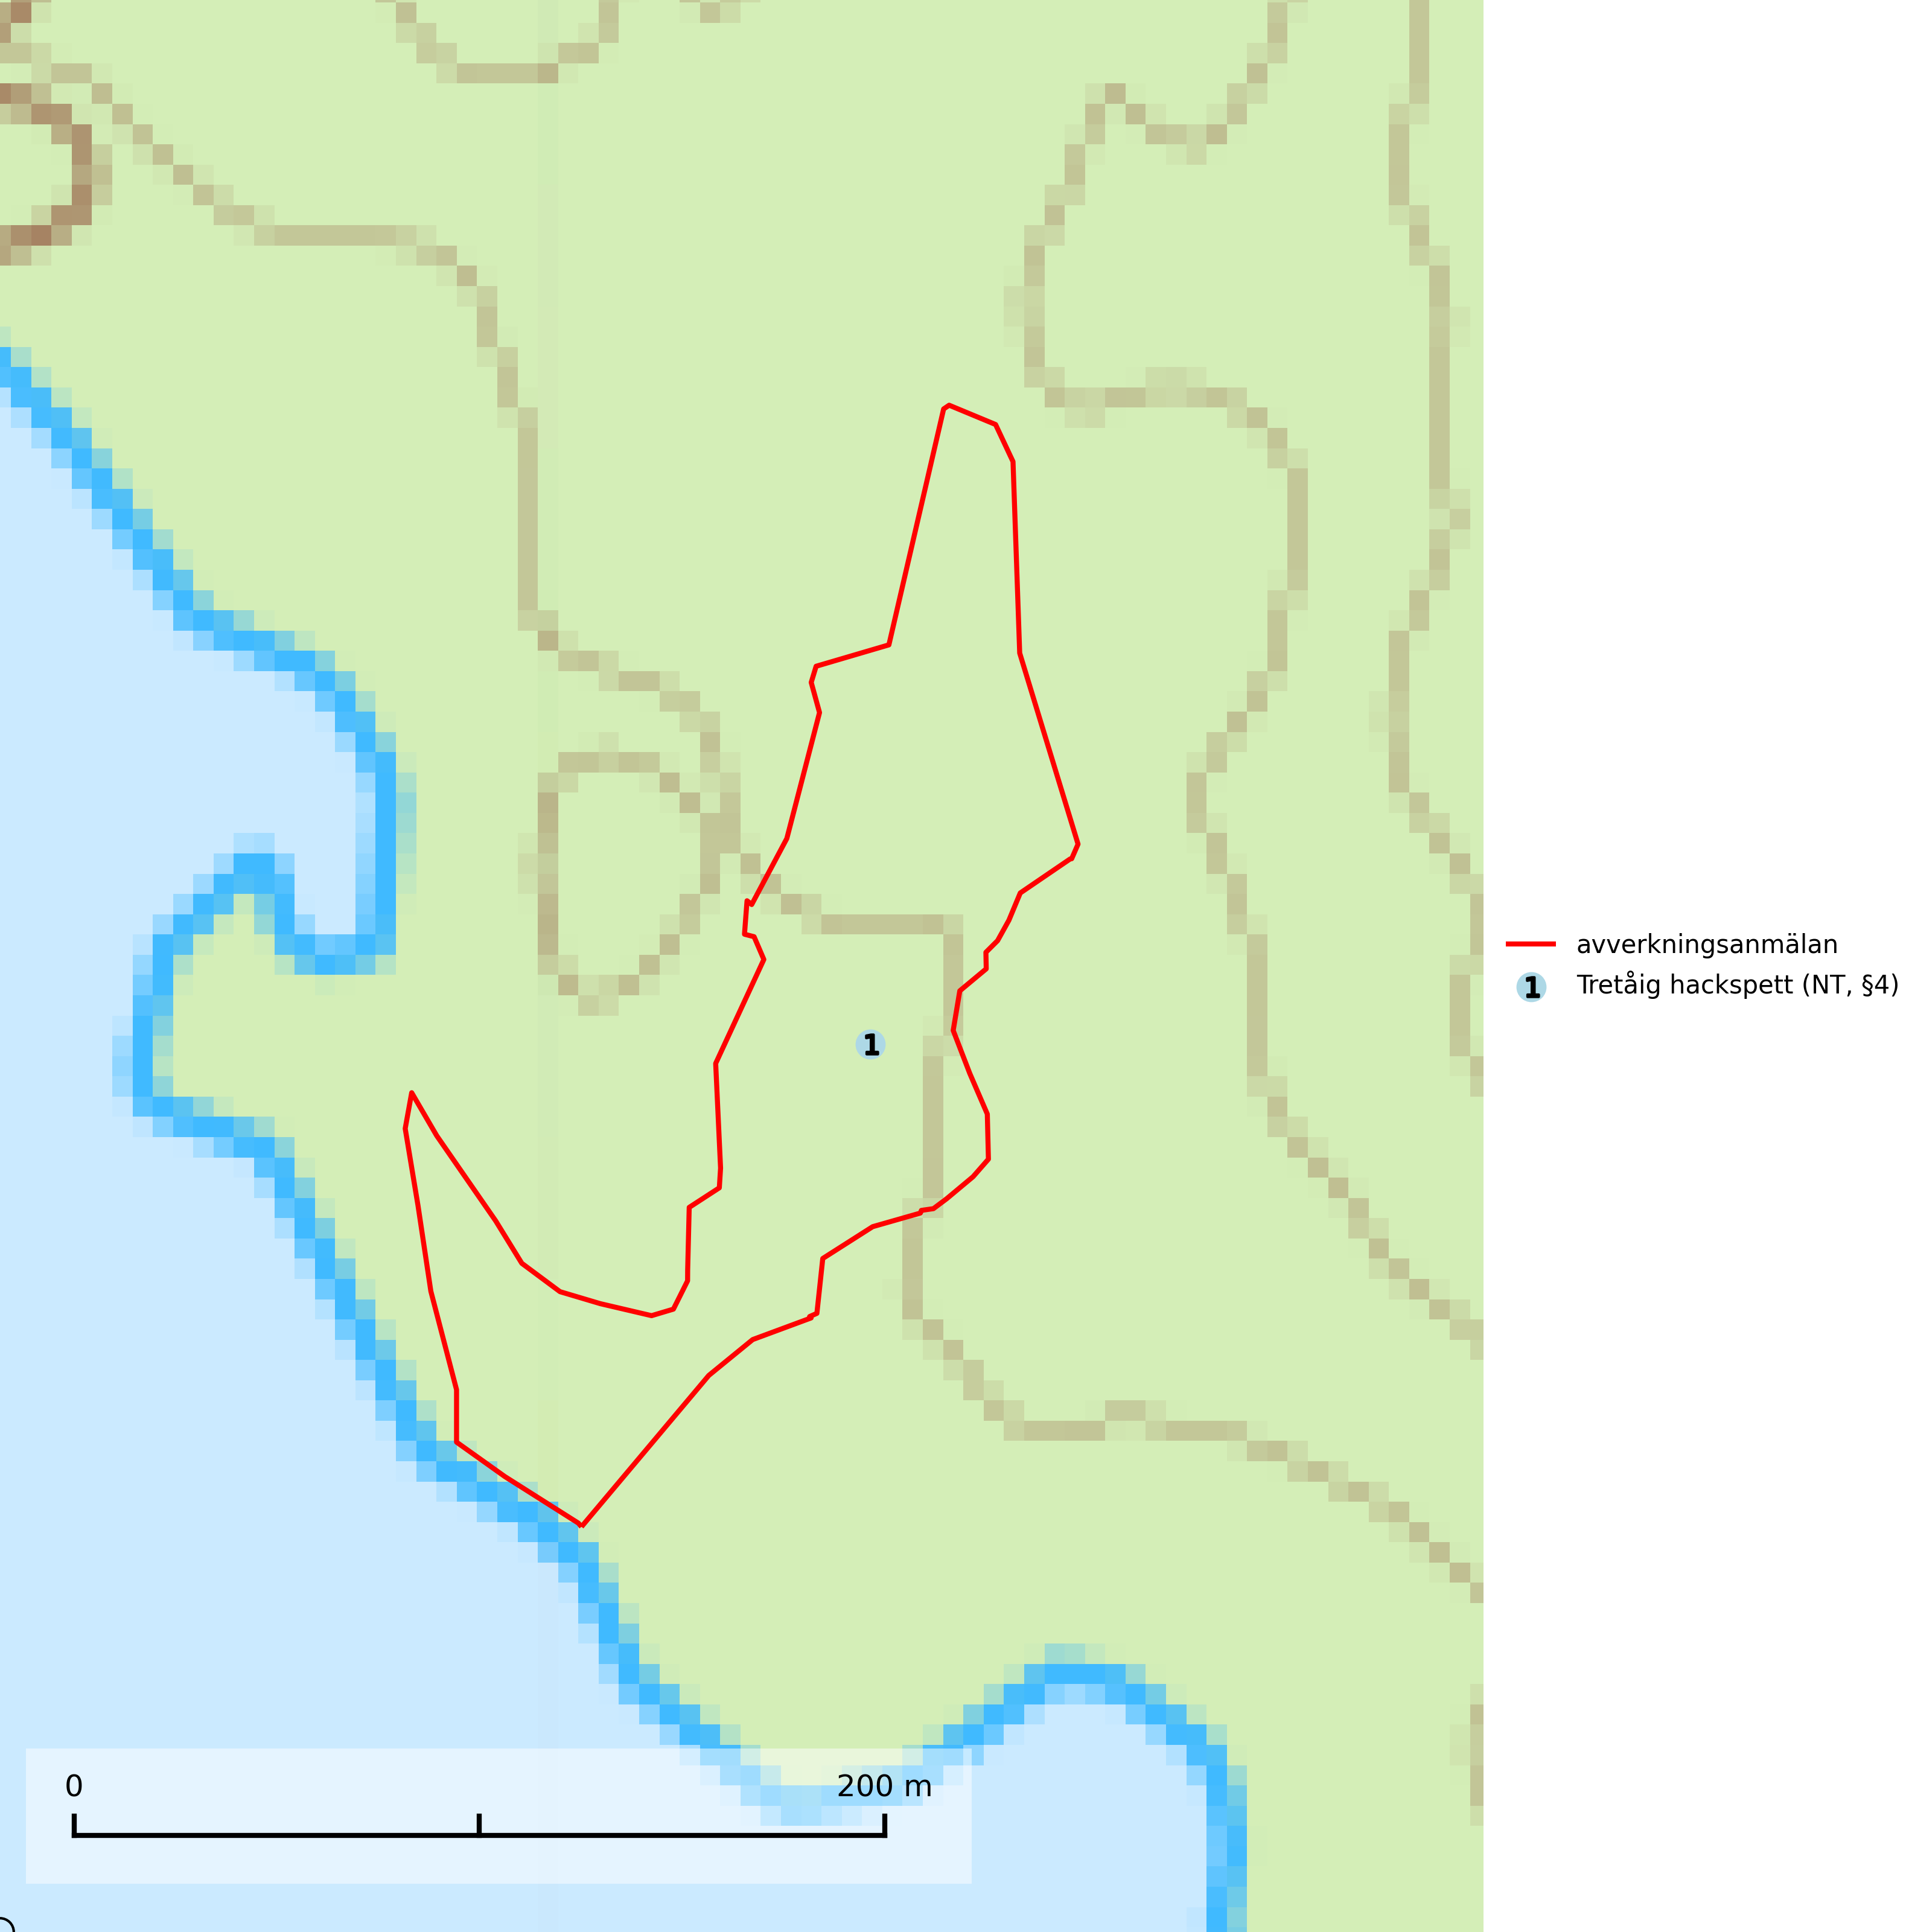 1
avverkningsanmälan
1 Tretåig hackspett (NT, §4)
0 200 m